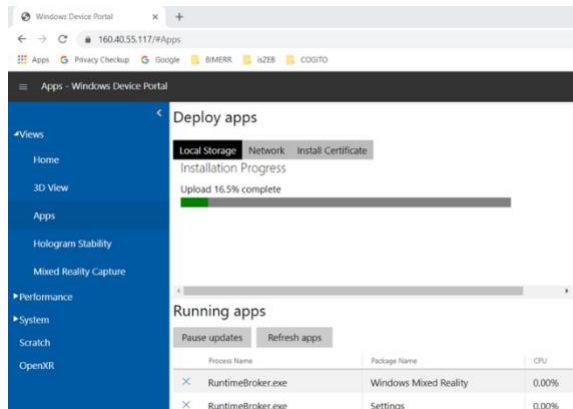 Windows Device Portal
160.40.55.117/#Apps
Apps Privacy Checkup Google BIMERR isZEB COGITO
Apps - Windows Device Portal
Views
Home
3D View
Apps
Hologram Stability
Mixed Reality Capture
Performance
System
Scratch
OpenXR
Deploy apps
Local Storage Network Install Certificate
Installation Progress
Upload 16.5% complete
Running apps
Pause updates Refresh apps
Process Name Package Name CPU
RuntimeBroker.exe Windows Mixed Reality 0.00%
RuntimeBroker.exe Settings 0.00%